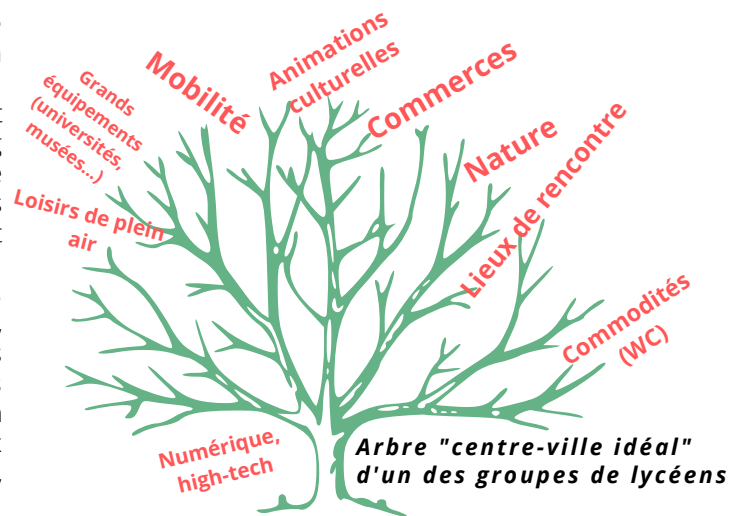 Grands
équipements
(universités,
musées...)
Mobilité
Animations
culturelles
Commerces
Nature
Lieux de rencontre
Loisirs de plein
air
Commodités
(WC)
Numérique,
high-tech
Arbre "centre-ville idéal"
d'un des groupes de lycéens